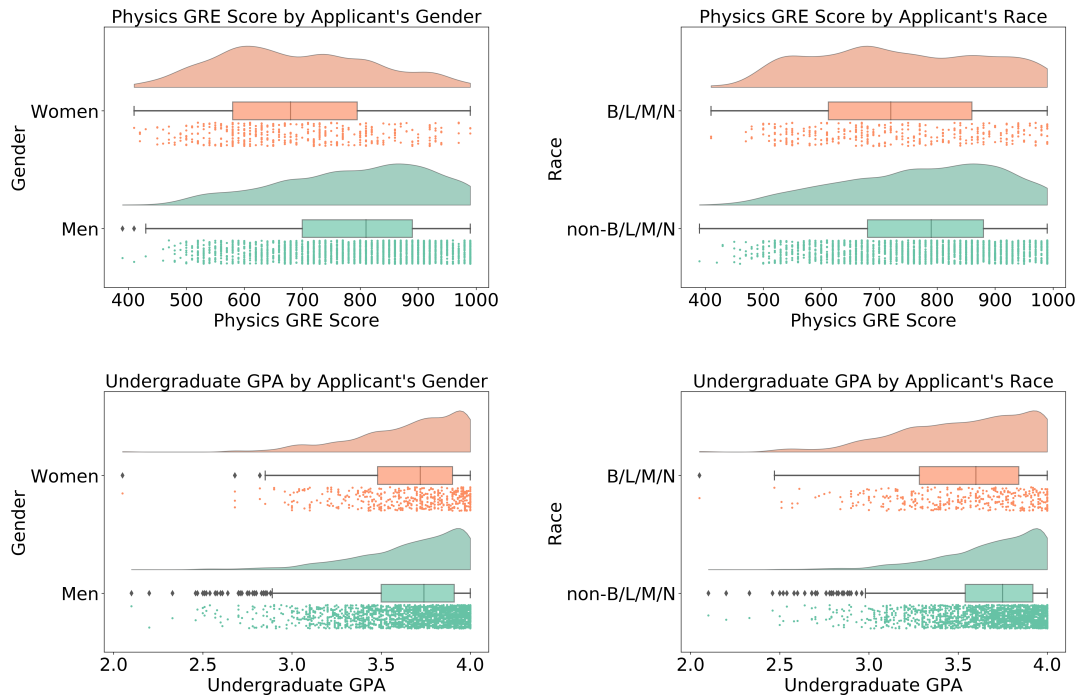 Physics GRE Score by Applicant's Gender
Gender
Women
Men
400 500 600 700 800 900 1000
Physics GRE Score
Physics GRE Score by Applicant's Race
Race
B/L/M/N
non-B/L/M/N
400 500 600 700 800 900 1000
Physics GRE Score
Undergraduate GPA by Applicant's Gender
Gender
Women
Men
2.0 2.5 3.0 3.5 4.0
Undergraduate GPA
Undergraduate GPA by Applicant's Race
Race
B/L/M/N
non-B/L/M/N
2.0 2.5 3.0 3.5 4.0
Undergraduate GPA